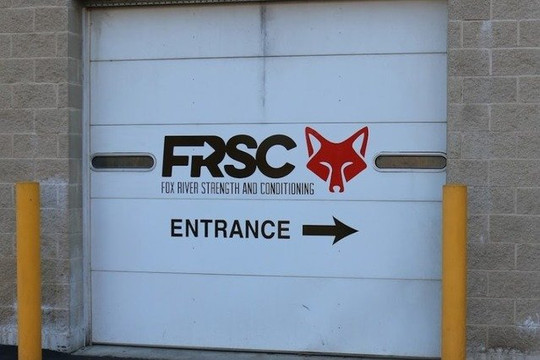 FRSC
FOX RIVER STRENGTH AND CONDITIONING
ENTRANCE